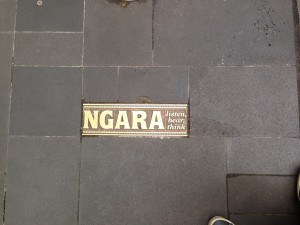 NGARA
listen,
hear,
think